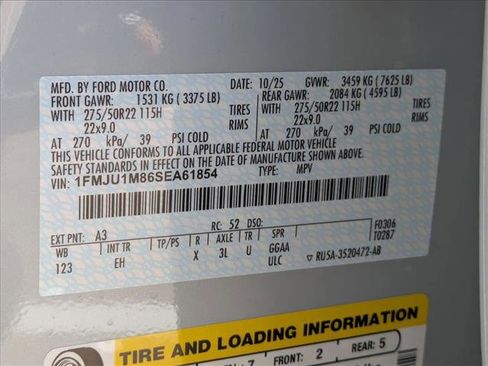 MFD. BY FORD MOTOR CO. DATE: 10/25 GVWR: 3459 KG ( 7625 LB)
FRONT GAWR: 1531 KG ( 3375 LB) REAR GAWR: 2084 KG ( 4595 LB)
WITH 275/50R22 115H TIRES WITH 275/50R22 115H TIRES
22x9.0 RIMS 22x9.0 RIMS
AT 270 kPa/ 39 PSI COLD AT 270 kPa/ 39 PSI COLD
THIS VEHICLE CONFORMS TO ALL APPLICABLE FEDERAL MOTOR VEHICLE
SAFETY STANDARDS IN EFFECT ON THE DATE OF MANUFACTURE SHOWN ABOVE.
VIN: 1FMJU1M86SEA61854 TYPE: MPV
EXT PNT: A3 RC: 52 DSO: F0306
WB INT TR TP/PS R AXLE TR SPR T0287
123 EH X 3L U GGAA
ULC RU5A-3520472-AB
TIRE AND LOADING INFORMATION
7 FRONT: 2 REAR: 5